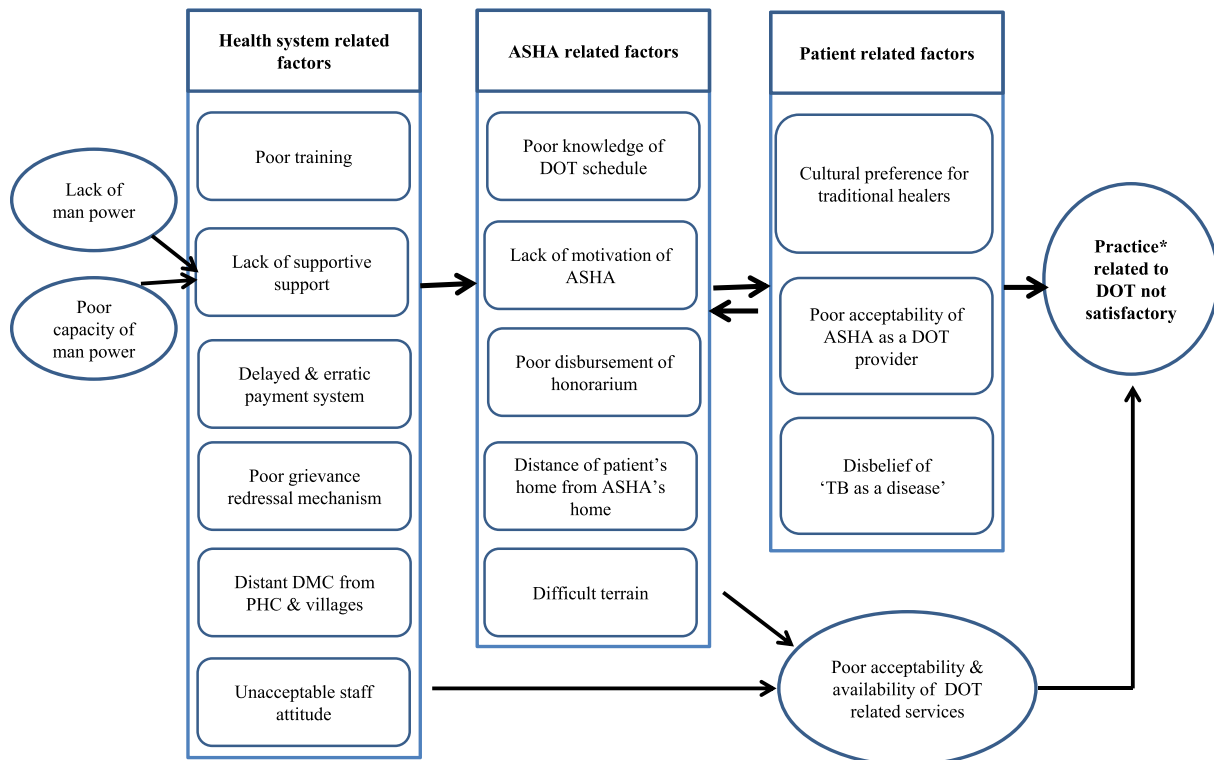 Health system related
factors
ASHA related factors
Patient related factors
Lack of
man power
Poor
capacity of
man power
Poor training
Lack of supportive
support
Delayed & erratic
payment system
Poor grievance
redressal mechanism
Distant DMC from
PHC & villages
Unacceptable staff
attitude
Poor knowledge of
DOT schedule
Lack of motivation of
ASHA
Poor disbursement of
honorarium
Distance of patient’s
home from ASHA’s
home
Difficult terrain
Cultural preference for
traditional healers
Poor acceptability of
ASHA as a DOT
provider
Disbelief of
‘TB as a disease’
Poor acceptability &
availability of DOT
related services
Practice*
related to
DOT not
satisfactory